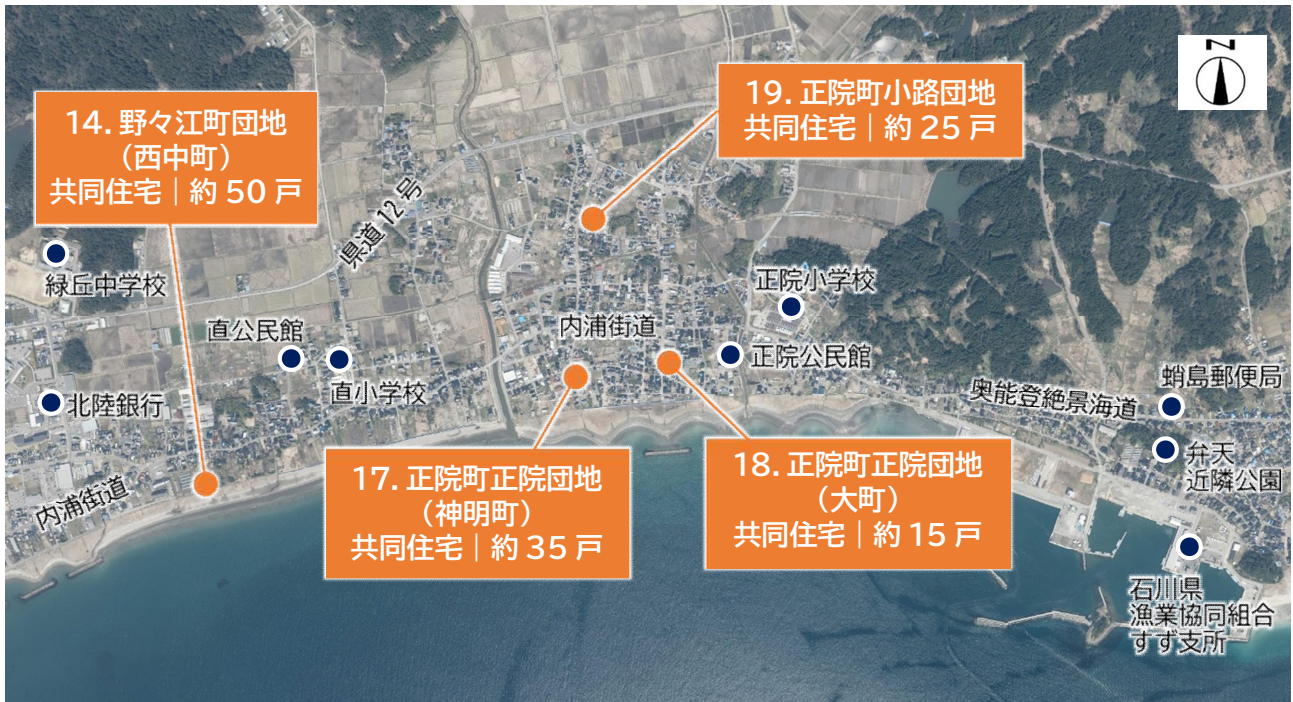 N
14. 野々江町団地
（西中町）
共同住宅｜約 50 戸
19. 正院町小路団地
共同住宅｜約 25 戸
県道 12 号
緑丘中学校
正院小学校
直公民館
内浦街道
正院公民館
直小学校
北陸銀行
蛸島郵便局
奥能登絶景海道
弁天
近隣公園
内浦街道
17. 正院町正院団地
（神明町）
共同住宅｜約 35 戸
18. 正院町正院団地
（大町）
共同住宅｜約 15 戸
石川県
漁業協同組合
すず支所